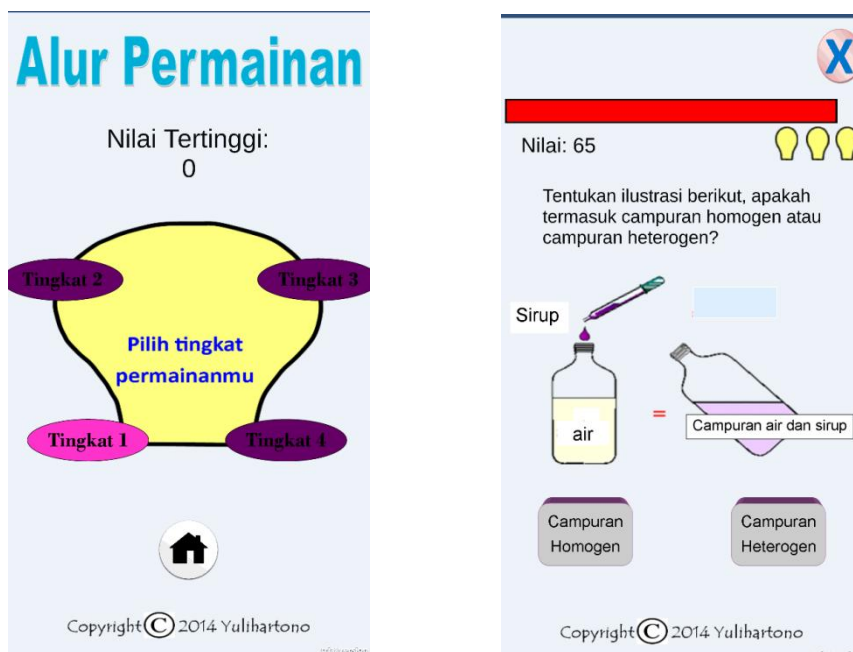 Alur Permainan
Nilai Tertinggi:
0
Tingkat 2
Tingkat 3
Pilih tingkat
permainanmu
Tingkat 1
Tingkat 4
Copyright C 2014 Yulihartono
X
Nilai: 65
Tentukan ilustrasi berikut, apakah
termasuk campuran homogen atau
campuran heterogen?
Sirup
air
=
Campuran air dan sirup
Campuran
Homogen
Campuran
Heterogen
Copyright C 2014 Yulihartono